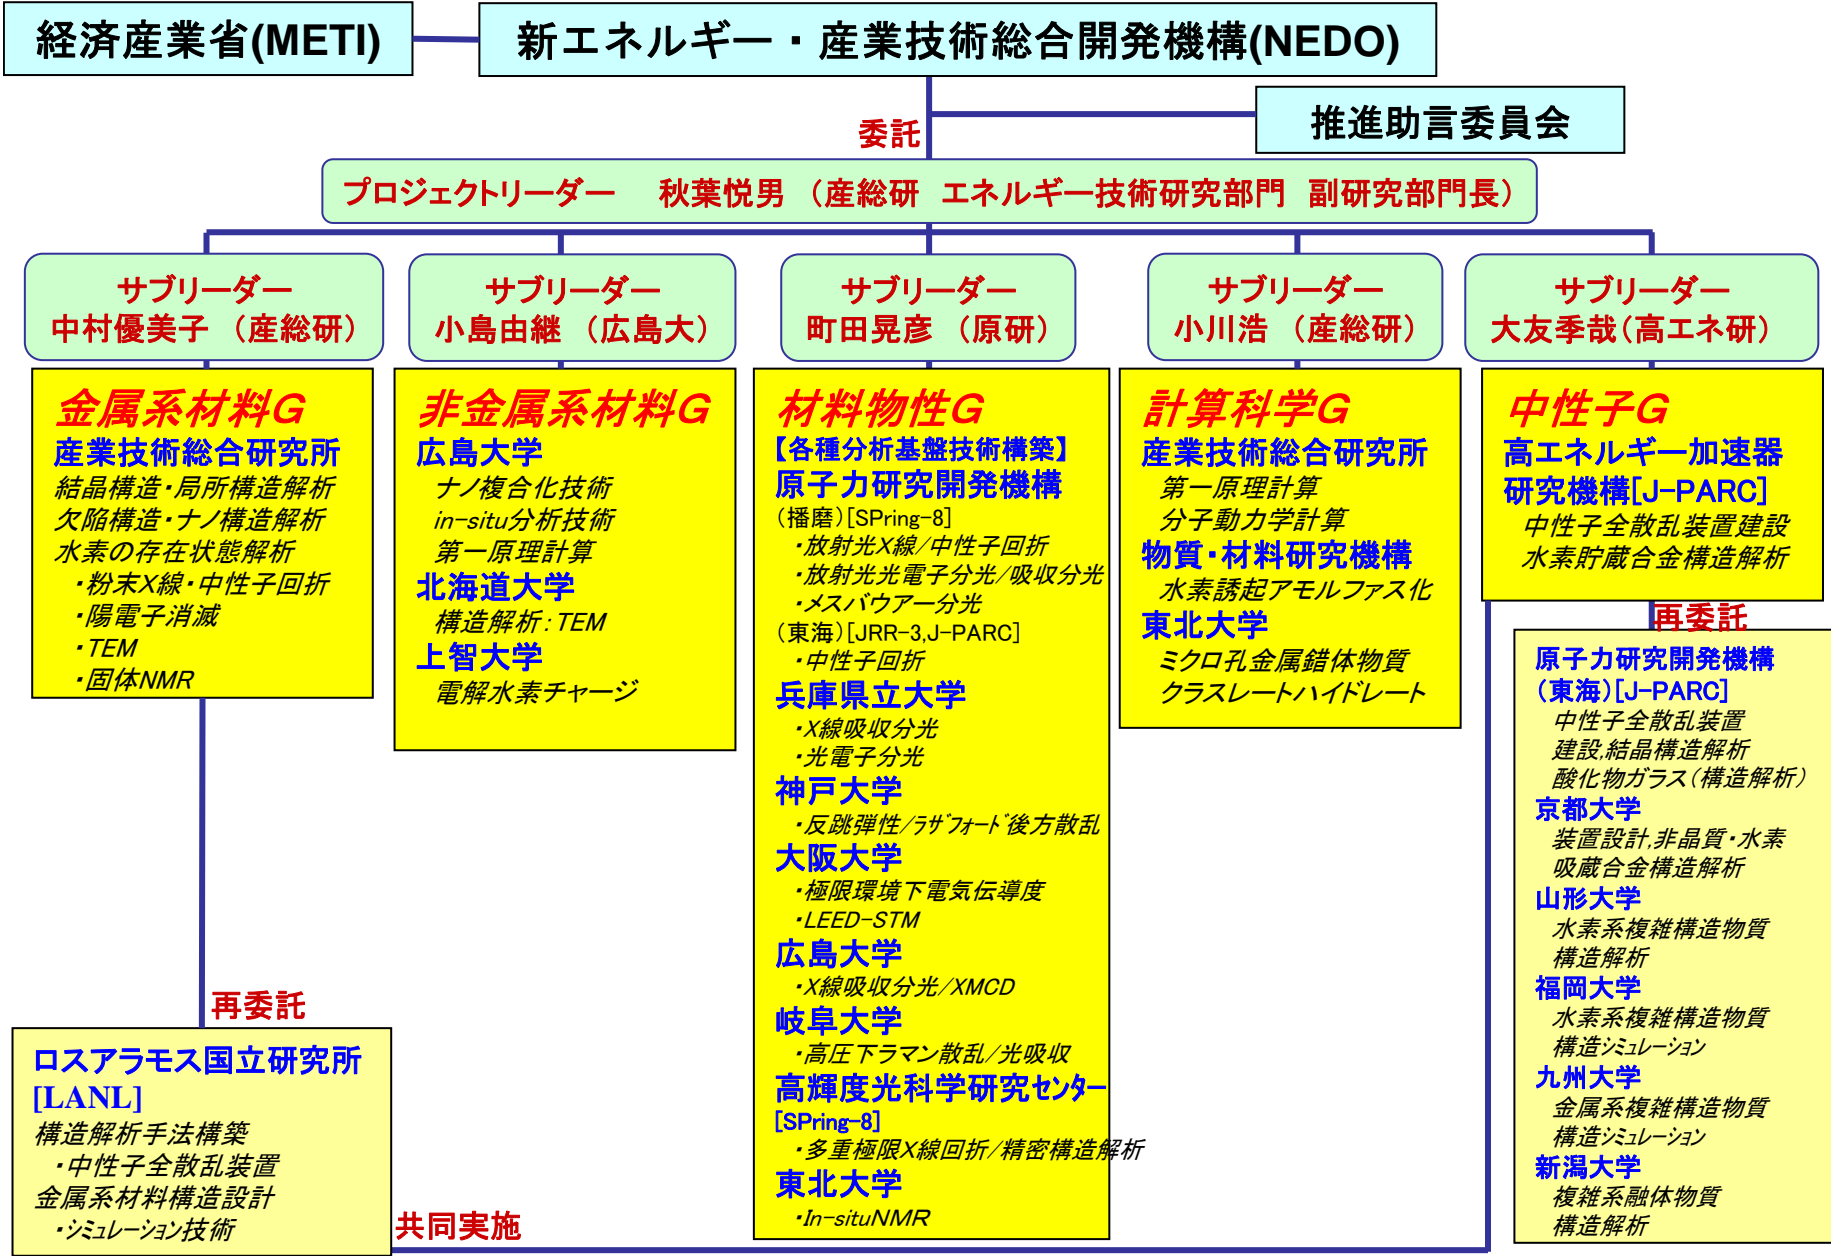 経済産業省(METI)
新エネルギー・産業技術総合開発機構(NEDO)
推進助言委員会
委託
プロジェクトリーダー　秋葉悦男 （産総研 エネルギー技術研究部門 副研究部門長）
サブリーダー
中村優美子 （産総研）
サブリーダー
小島由継 （広島大）
サブリーダー
町田晃彦 （原研）
サブリーダー
小川浩 （産総研）
サブリーダー
大友季哉（高エネ研）
金属系材料G
産業技術総合研究所
結晶構造・局所構造解析
欠陥構造・ナノ構造解析
水素の存在状態解析
・粉末X線・中性子回折
・陽電子消滅
・TEM
・固体NMR
再委託
ロスアラモス国立研究所
[LANL]
構造解析手法構築
・中性子全散乱装置
金属系材料構造設計
・シミュレーション技術
共同実施
非金属系材料G
広島大学
ナノ複合化技術
in-situ分析技術
第一原理計算
北海道大学
構造解析：TEM
上智大学
電解水素チャージ
材料物性G
【各種分析基盤技術構築】
原子力研究開発機構
（播磨）[SPring-8]
・放射光X線/中性子回折
・放射光光電子分光/吸収分光
・メスバウアー分光
（東海）[JRR-3,J-PARC]
・中性子回折
兵庫県立大学
・X線吸収分光
・光電子分光
神戸大学
・反跳弾性/ラザフォード後方散乱
大阪大学
・極限環境下電気伝導度
・LEED-STM
広島大学
・X線吸収分光/XMCD
岐阜大学
・高圧下ラマン散乱/光吸収
高輝度光科学研究センター
[SPring-8]
・多重極限X線回折/精密構造解析
東北大学
・In-situNMR
計算科学G
産業技術総合研究所
第一原理計算
分子動力学計算
物質・材料研究機構
水素誘起アモルファス化
東北大学
ミクロ孔金属錯体物質
クラスレートハイドレート
中性子G
高エネルギー加速器
研究機構[J-PARC]
中性子全散乱装置建設
水素貯蔵合金構造解析
再委託
原子力研究開発機構
（東海）[J-PARC]
中性子全散乱装置
建設,結晶構造解析
酸化物ガラス（構造解析）
京都大学
装置設計,非晶質・水素
吸蔵合金構造解析
山形大学
水素系複雑構造物質
構造解析
福岡大学
水素系複雑構造物質
構造シミュレーション
九州大学
金属系複雑構造物質
構造シミュレーション
新潟大学
複雑系融体物質
構造解析